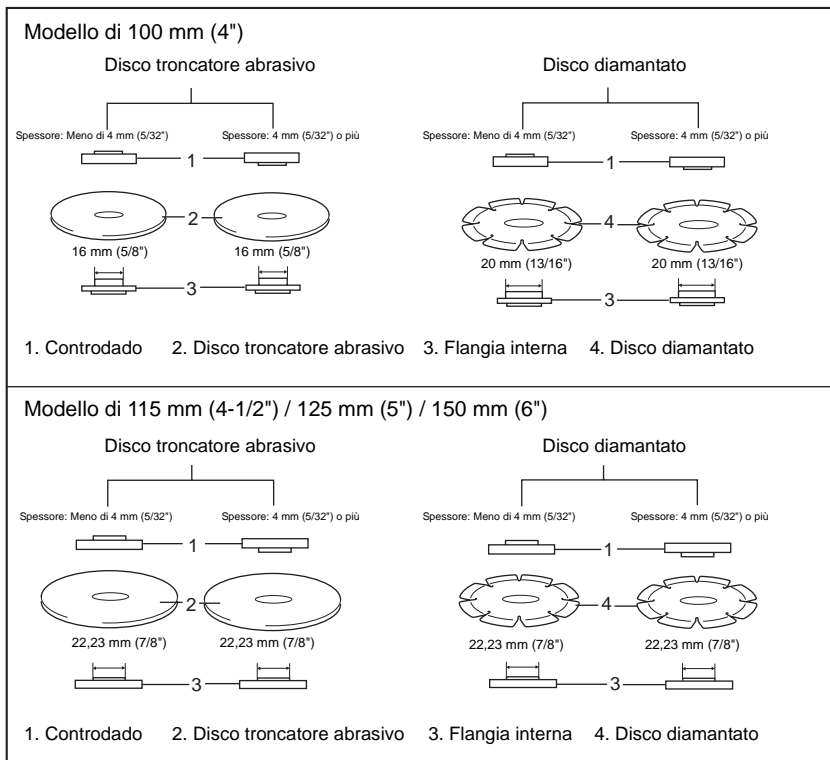 Modello di 100 mm (4")
Disco troncatore abrasivo
Disco diamantato
Spessore: Meno di 4 mm (5/32")
Spessore: 4 mm (5/32") o più
Spessore: Meno di 4 mm (5/32")
Spessore: 4 mm (5/32") o più
1
1
2
4
16 mm (5/8")
16 mm (5/8")
20 mm (13/16")
20 mm (13/16")
3
3
1. Controdado 2. Disco troncatore abrasivo 3. Flangia interna 4. Disco diamantato
Modello di 115 mm (4-1/2") / 125 mm (5") / 150 mm (6")
Disco troncatore abrasivo
Disco diamantato
Spessore: Meno di 4 mm (5/32")
Spessore: 4 mm (5/32") o più
Spessore: Meno di 4 mm (5/32")
Spessore: 4 mm (5/32") o più
1
1
2
4
22,23 mm (7/8")
22,23 mm (7/8")
22,23 mm (7/8")
22,23 mm (7/8")
3
3
1. Controdado 2. Disco troncatore abrasivo 3. Flangia interna 4. Disco diamantato